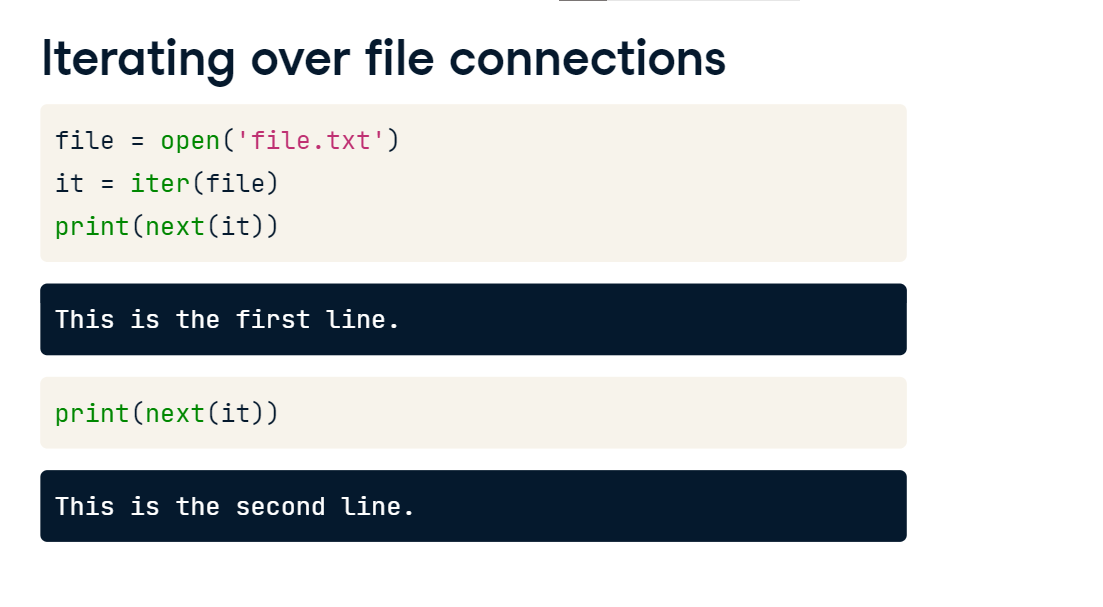 Iterating over file connections
file = open('file.txt')
it = iter(file)
print(next(it))
This is the first line.
print(next(it))
This is the second line.